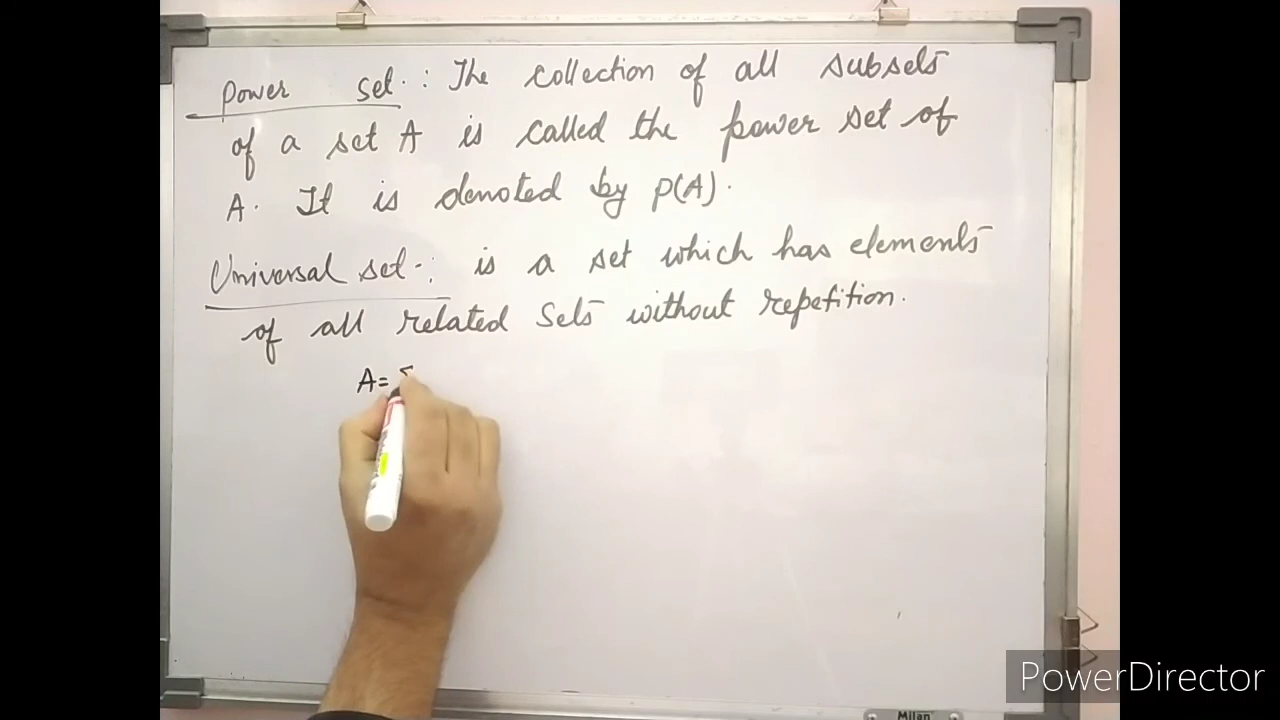 Power set.: The collection of all subsets
of a set A is called the power set of
A. It is denoted by P(A).
Universal set-: is a set which has elements
of all related Sets without repetition.
A= {
PowerDirector
Milan